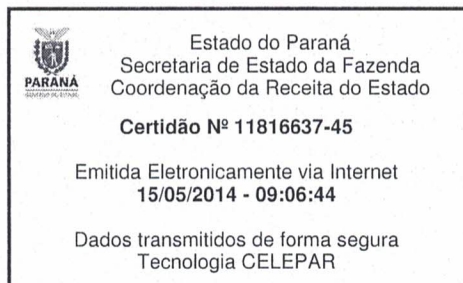 Estado do Paraná
Secretaria de Estado da Fazenda
PARANÁ
Coordenação da Receita do Estado
Certidão Nº 11816637-45
Emitida Eletronicamente via Internet
15/05/2014 - 09:06:44
Dados transmitidos de forma segura
Tecnologia CELEPAR